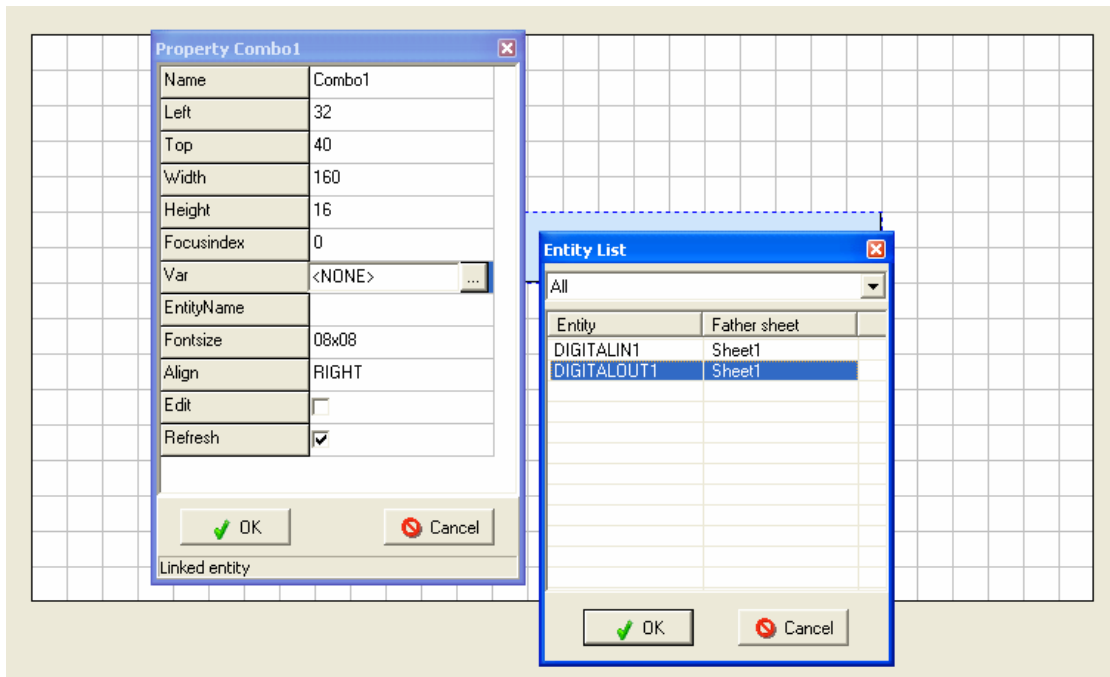 Property Combo1
Name Combo1
Left 32
Top 40
Width 160
Height 16
Focusindex 0
Var <NONE> ...
EntityName
Fontsize 08x08
Align RIGHT
Edit
Refresh
OK Cancel
Linked entity
Entity List
All
Entity Father sheet
DIGITALIN1 Sheet1
DIGITALOUT1 Sheet1
OK Cancel